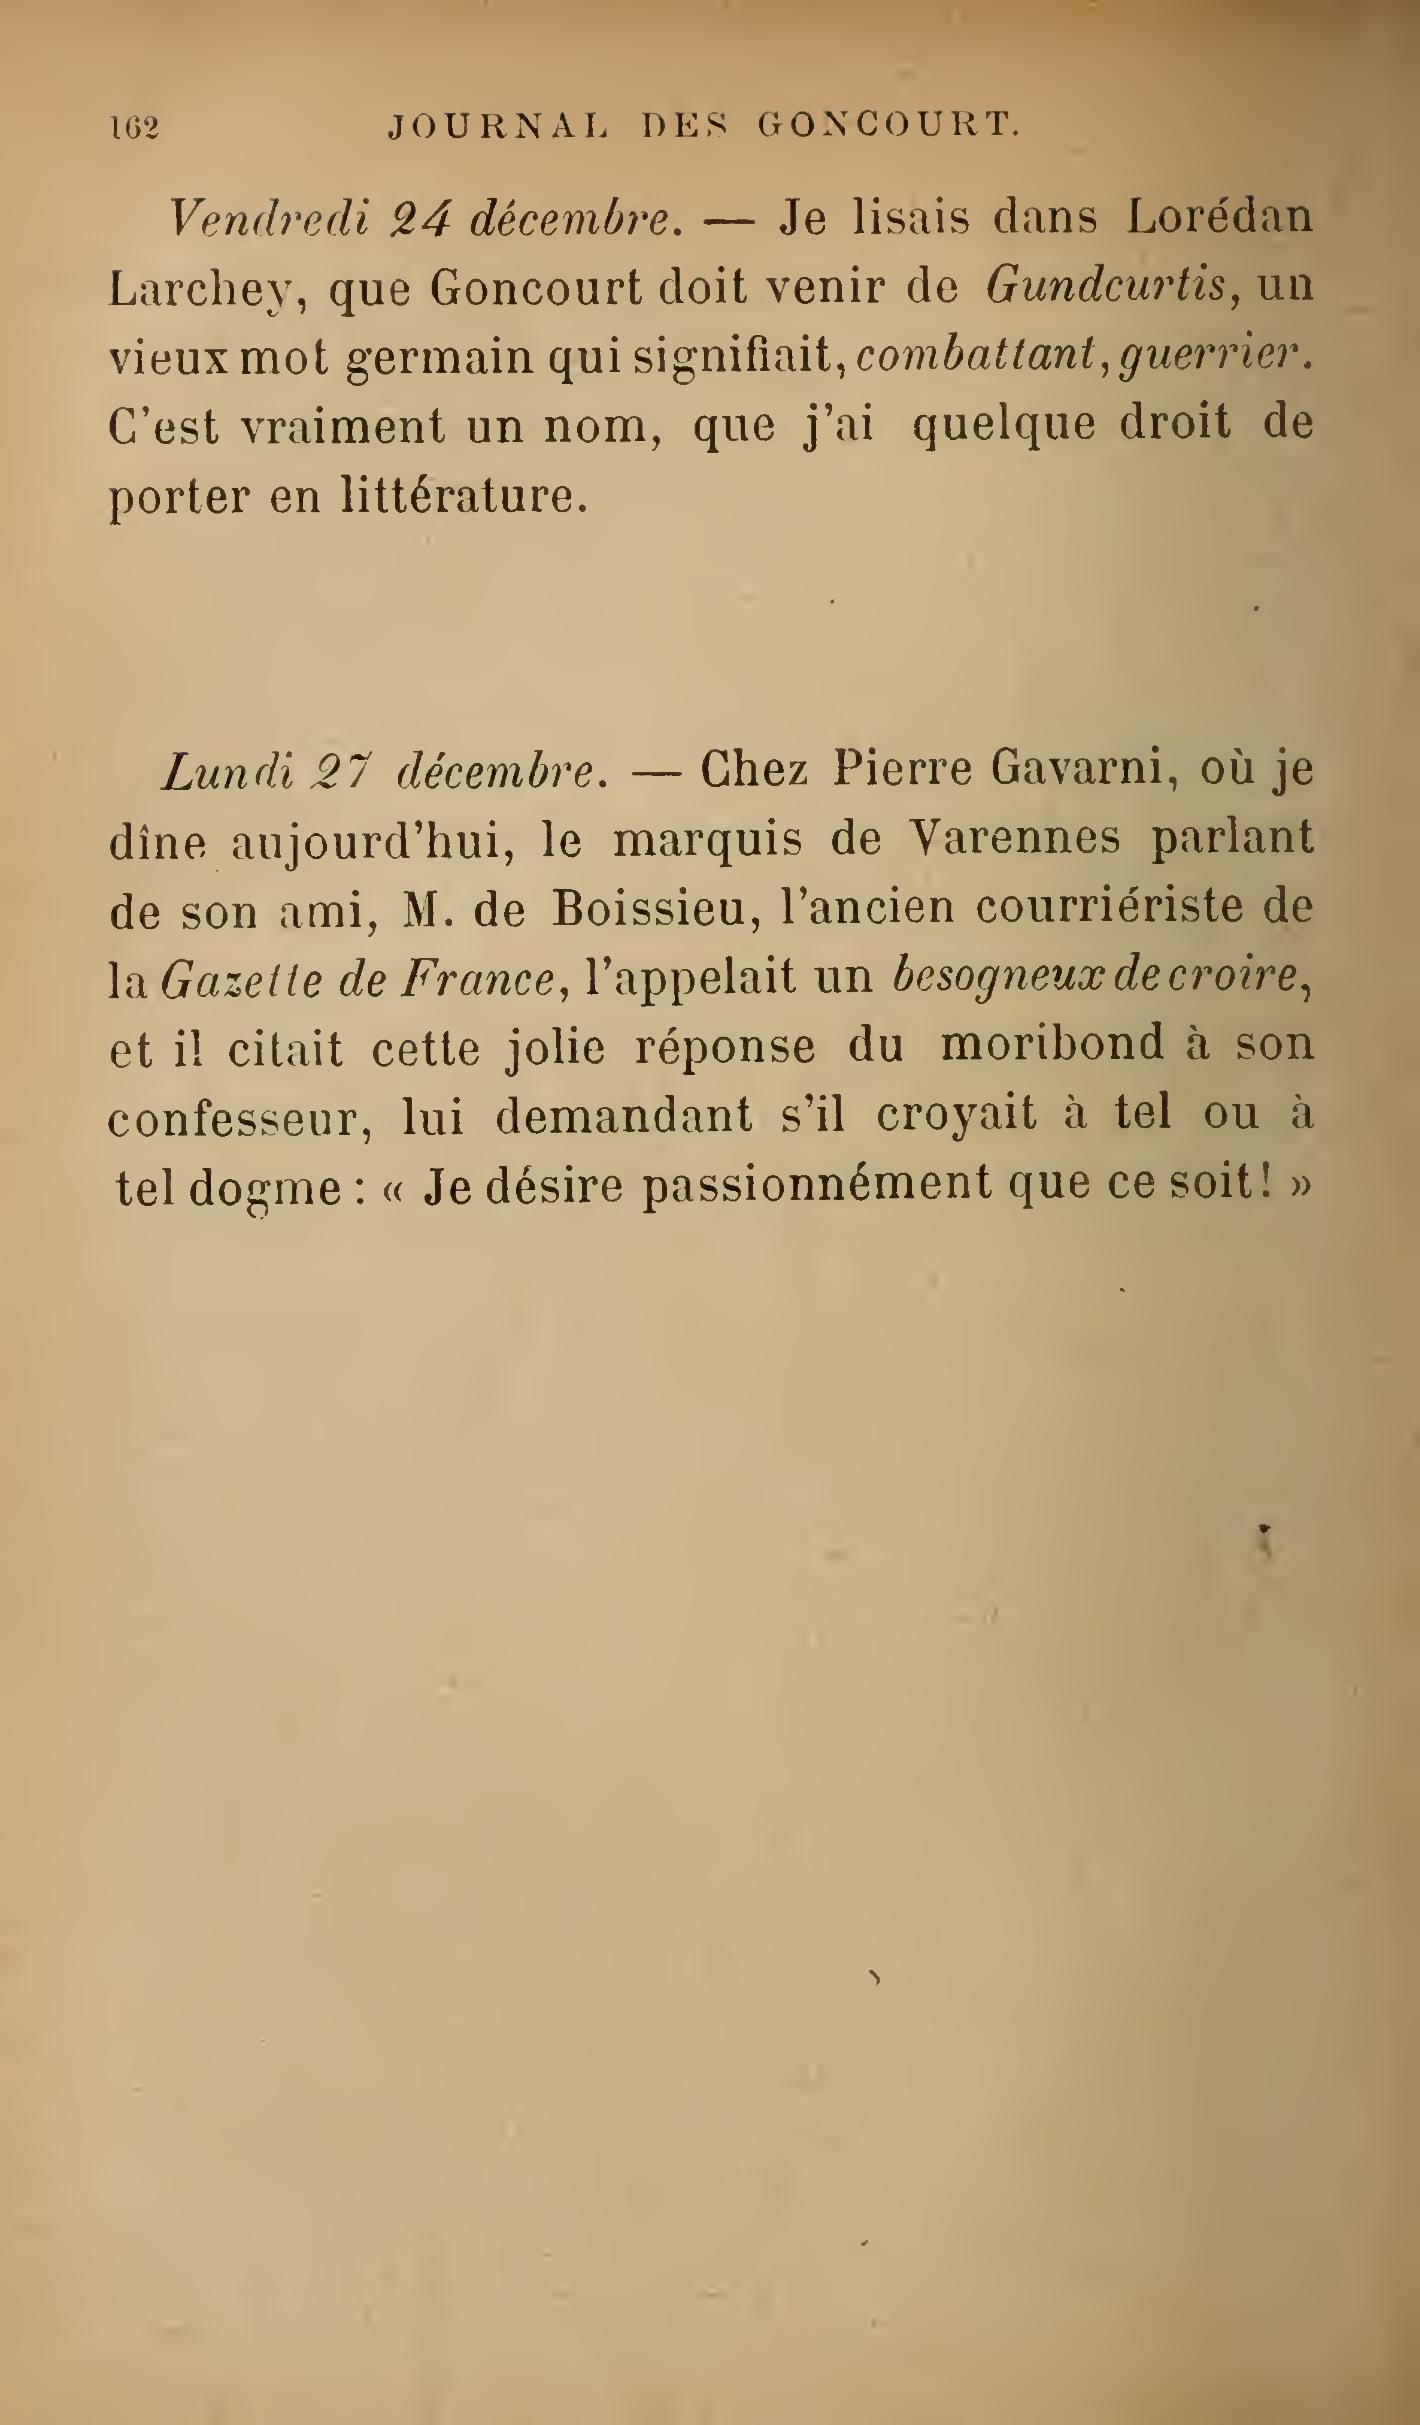 162 JOURNAL DES GONCOURT.
Vendredi 24 décembre. — Je lisais dans Lorédan
Larchey, que Goncourt doit venir de Gundcurtis, un
vieux mot germain qui signifiait, combattant, guerrier.
C'est vraiment un nom, que j'ai quelque droit de
porter en littérature.
Lundi 27 décembre. — Chez Pierre Gavarni, où je
dîne aujourd'hui, le marquis de Varennes parlant
de son ami, M. de Boissieu, l'ancien courriériste de
la Gazette de France, l'appelait un besogneux de croire,
et il citait cette jolie réponse du moribond à son
confesseur, lui demandant s'il croyait à tel ou à
tel dogme : « Je désire passionnément que ce soit! »